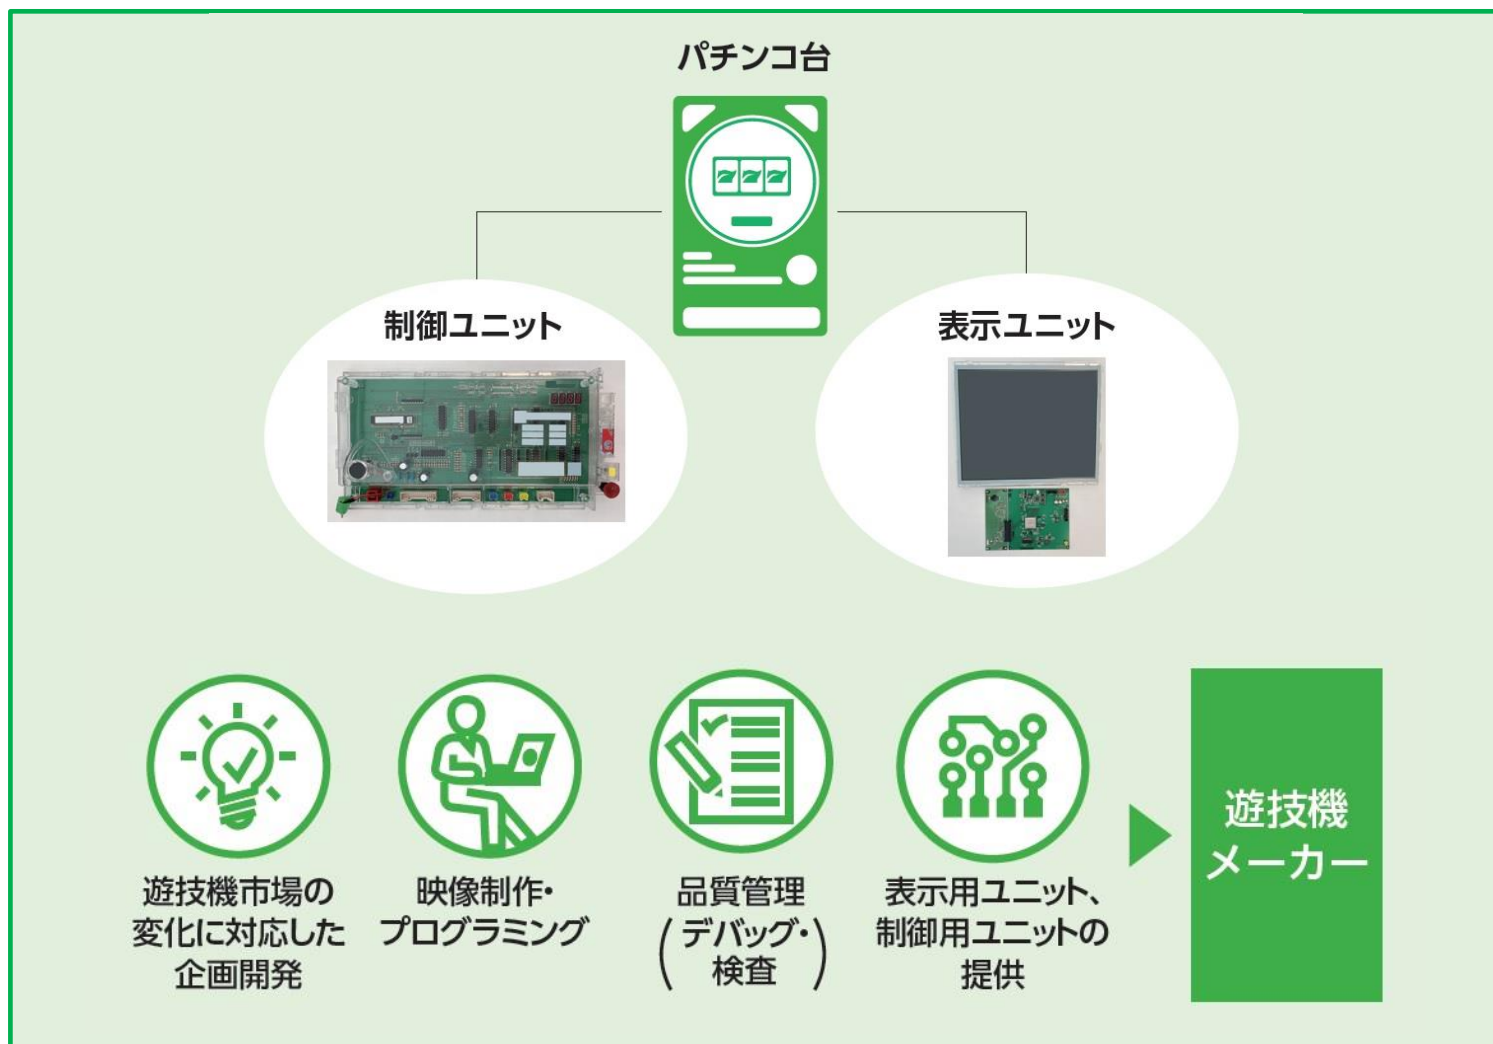 パチンコ台
777
制御ユニット
表示ユニット
遊技機市場の
変化に対応した
企画開発
映像制作・
プログラミング
品質管理
(デバッグ・
検査)
表示用ユニット、
制御用ユニットの
提供
遊技機
メーカー